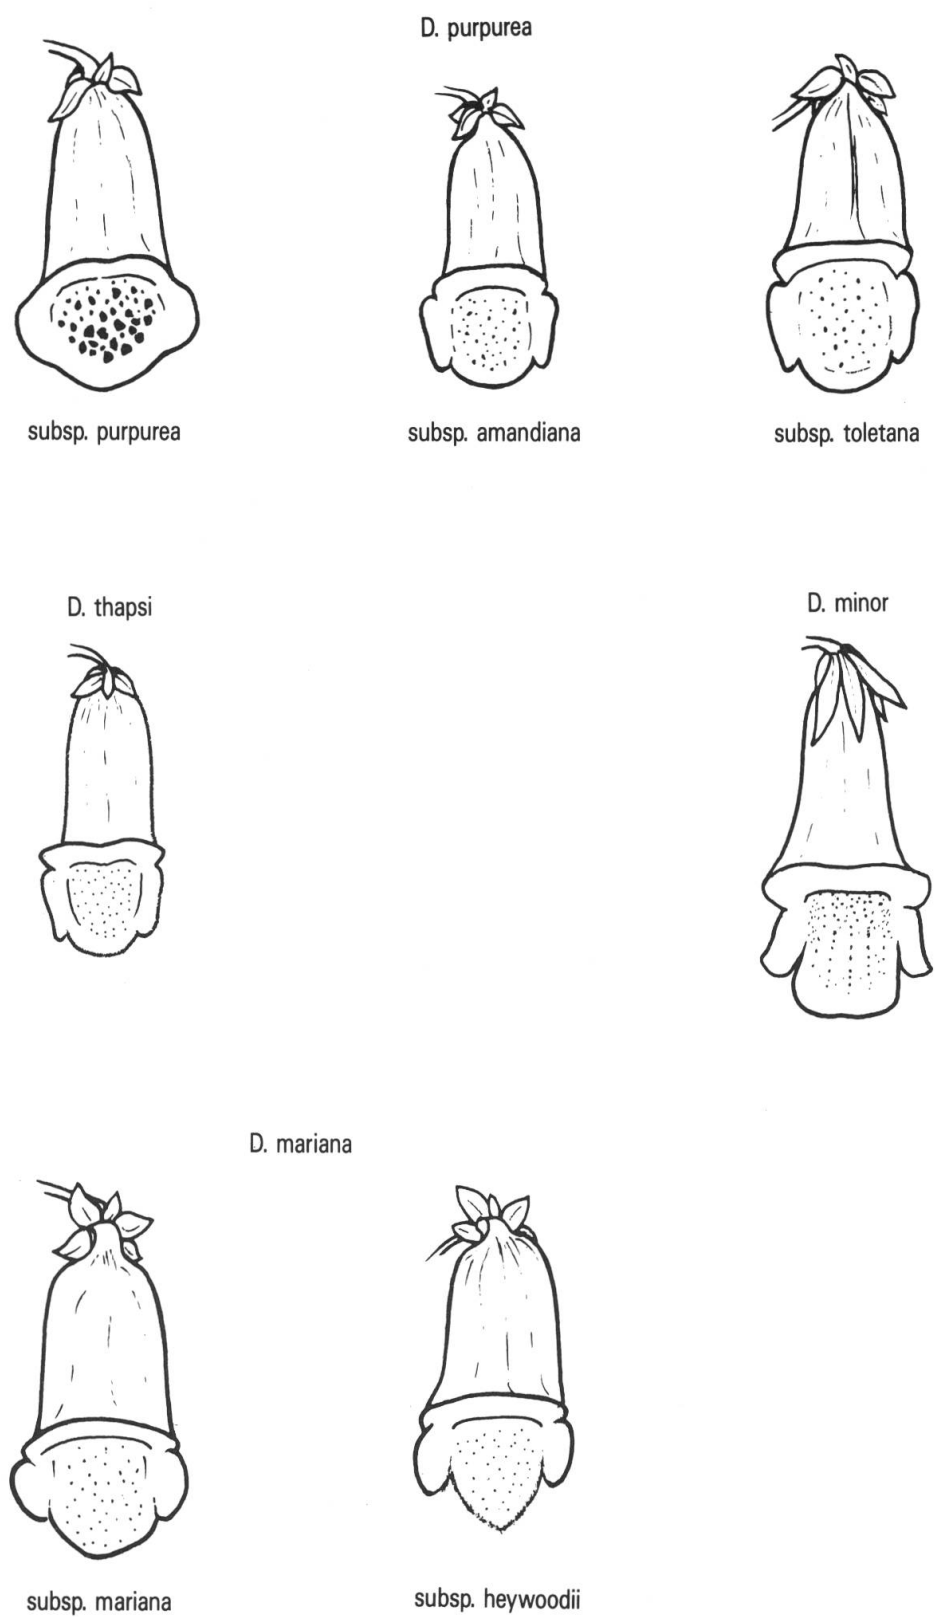 D. purpurea
subsp. purpurea
subsp. amandiana
subsp. toletana
D. thapsi
D. minor
D. mariana
subsp. mariana
subsp. heywoodii